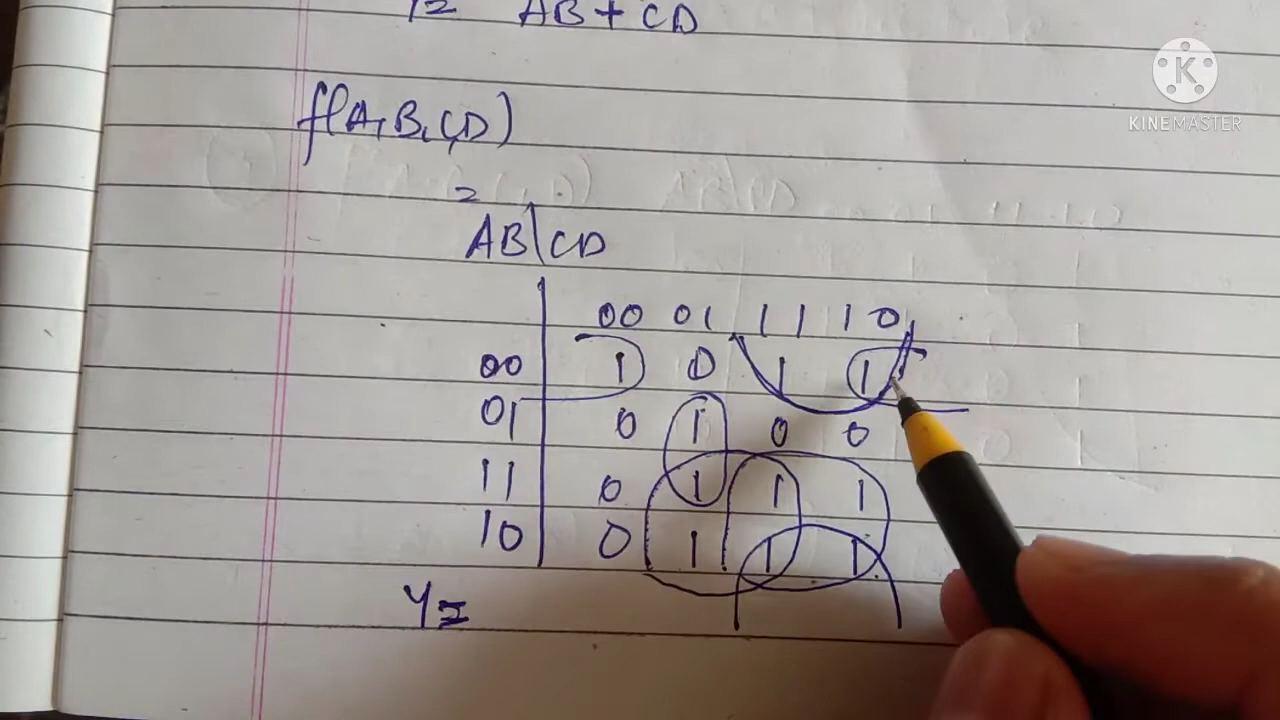 Y= AB + CD
K
KINEMASTER
f(A, B, C, D)
=
AB\CD
00 01 11 10
00 1 0 1 1
01 0 1 0 0
11 0 1 1 1
10 0 1 1 1
Y=